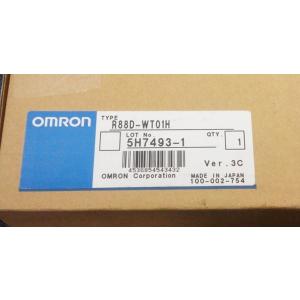 OMRON
TYPE
R88D-WT01H
LOT No.
QTY.
5H7493-1
1
Ver.3C
4536854543432
OMRON Corporation
MADE IN JAPAN
100-002-754